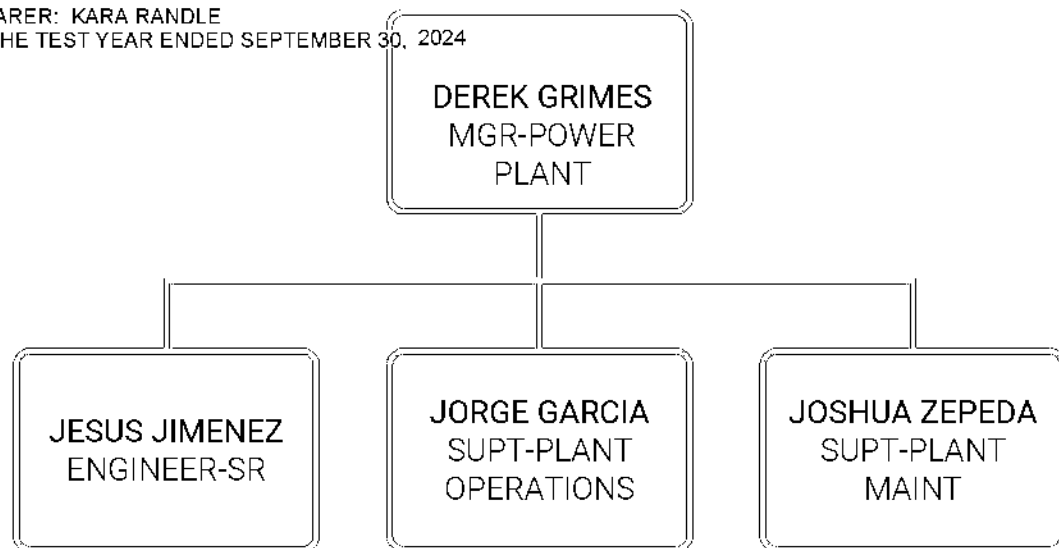 ARER: KARA RANDLE
HE TEST YEAR ENDED SEPTEMBER 30, 2024
DEREK GRIMES
MGR-POWER
PLANT
JESUS JIMENEZ
ENGINEER-SR
JORGE GARCIA
SUPT-PLANT
OPERATIONS
JOSHUA ZEPEDA
SUPT-PLANT
MAINT